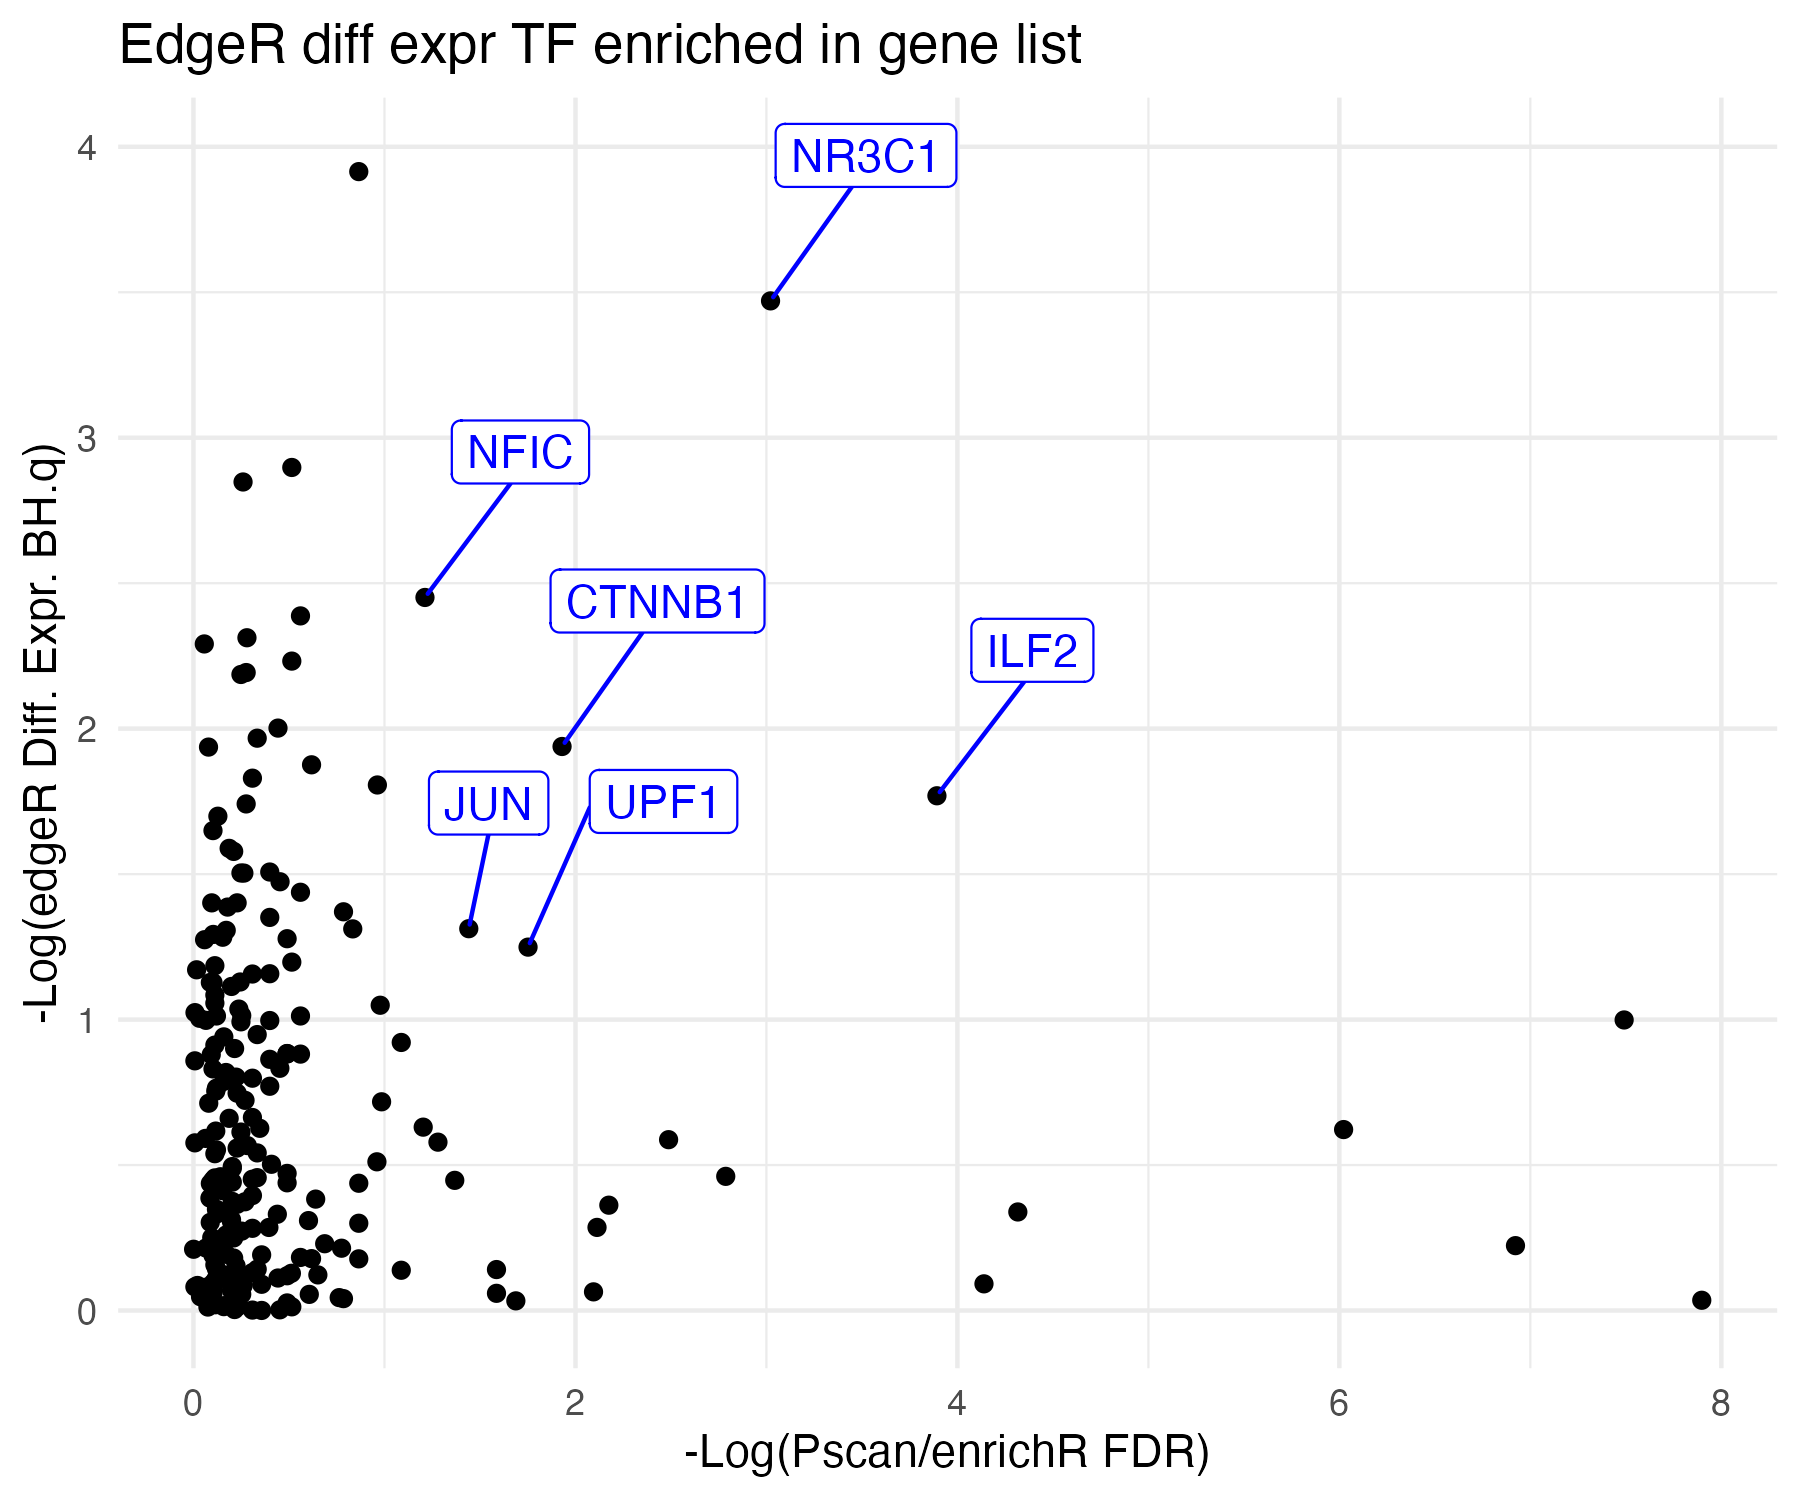 EdgeR diff expr TF enriched in gene list
-Log(edgeR Diff. Expr. BH.q)
4
3
2
1
0
NR3C1
NFIC
CTNNB1
ILF2
JUN
UPF1
0
2
4
6
8
-Log(Pscan/enrichR FDR)